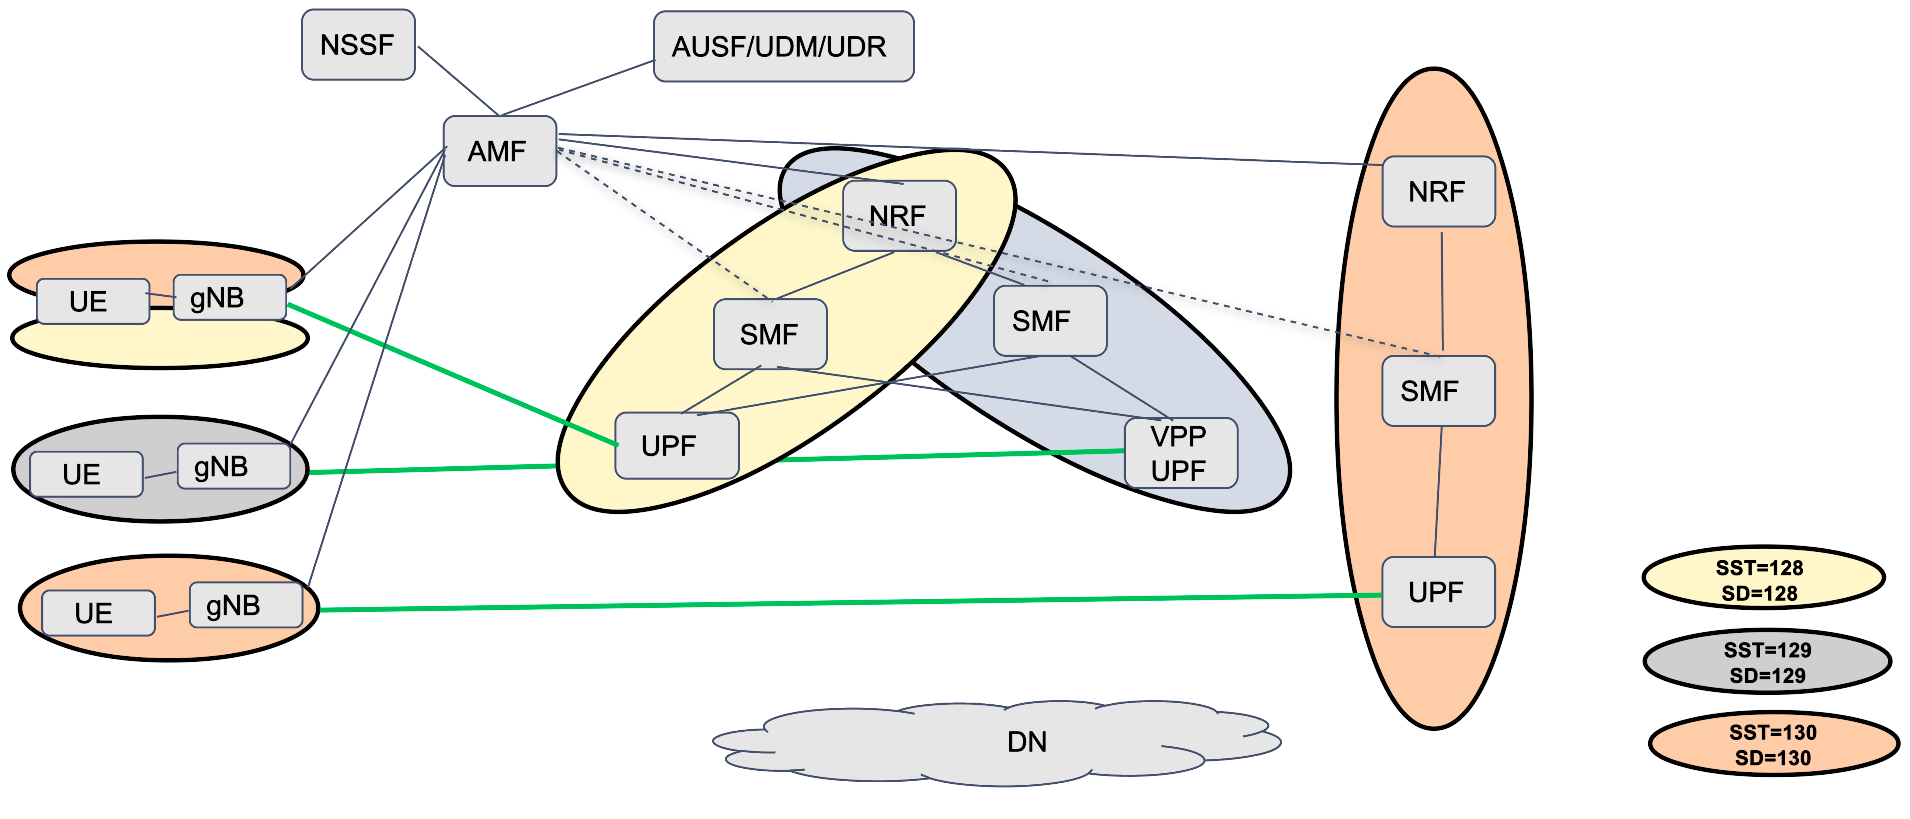 NSSF
AUSF/UDM/UDR
AMF
NRF
NRF
UE
gNB
SMF
SMF
SMF
UE
gNB
UPF
VPP
UPF
UE
gNB
UPF
SST=128
SD=128
SST=129
SD=129
SST=130
SD=130
DN